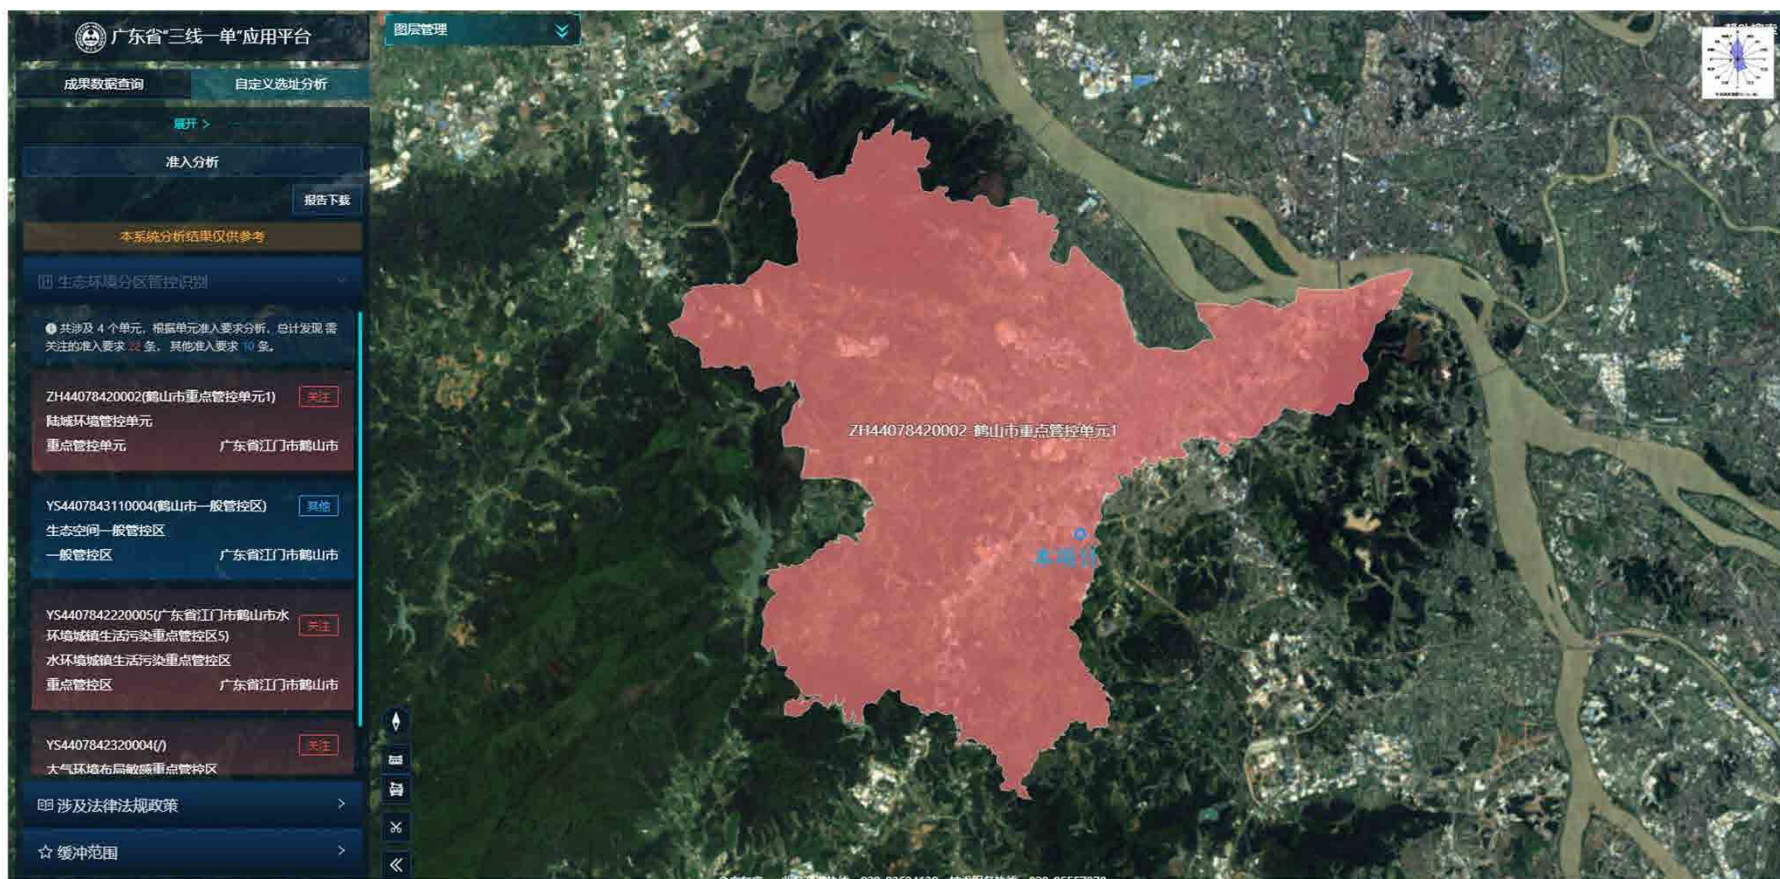 广东省“三线一单”应用平台
成果数据查询
自定义选址分析
展开 >
准入分析
报告下载
本系统分析结果仅供参考
生态环境分区管控识别
共涉及 4 个单元，根据单元准入要求分析，总计发现 需
关注的准入要求 22 条， 其他准入要求 10 条。
ZH44078420002(鹤山市重点管控单元1)
关注
陆域环境管控单元
重点管控单元
广东省江门市鹤山市
YS4407843110004(鹤山市一般管控区)
其他
生态空间一般管控区
一般管控区
广东省江门市鹤山市
YS4407842220005(广东省江门市鹤山市水
环境城镇生活污染重点管控区5)
关注
水环境城镇生活污染重点管控区
重点管控区
广东省江门市鹤山市
YS4407842320004(/)
关注
大气环境布局敏感重点管控区
涉及法律法规政策 >
缓冲范围 >
图层管理
ZH44078420002-鹤山市重点管控单元1
本项目